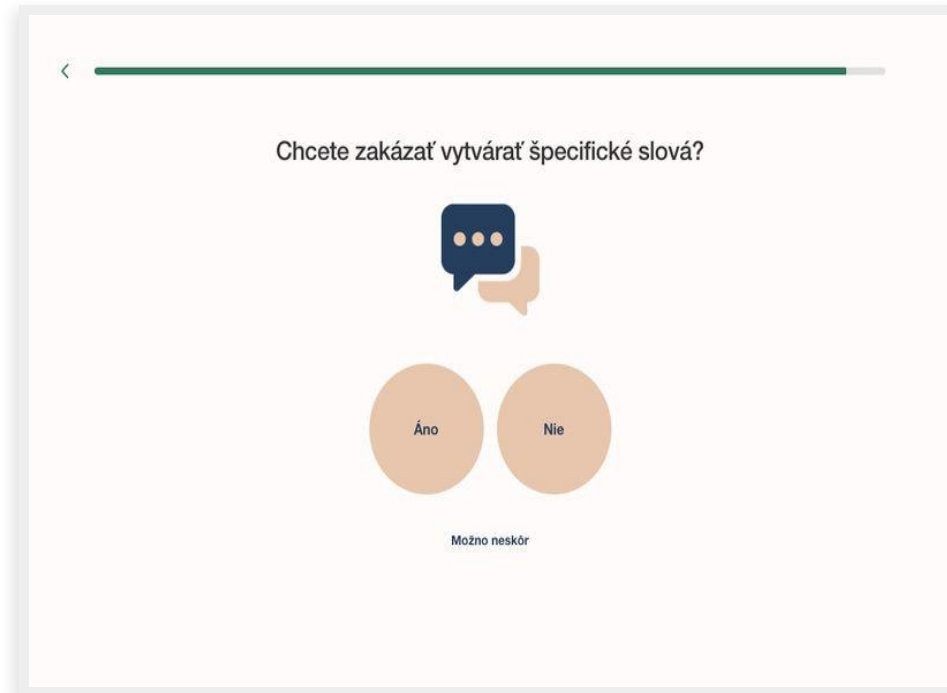 Chcete zakázať vytvárať špecifické slová?
Áno
Nie
Možno neskôr